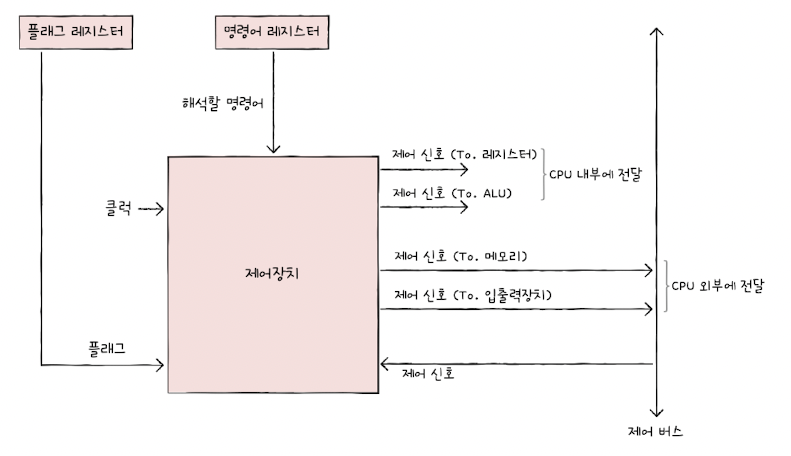 플래그 레지스터
명령어 레지스터
해석할 명령어
제어 신호 (To. 레지스터)
CPU 내부에 전달
제어 신호 (To. ALU)
클럭
제어장치
제어 신호 (To. 메모리)
CPU 외부에 전달
제어 신호 (To. 입출력장치)
플래그
제어 신호
제어 버스